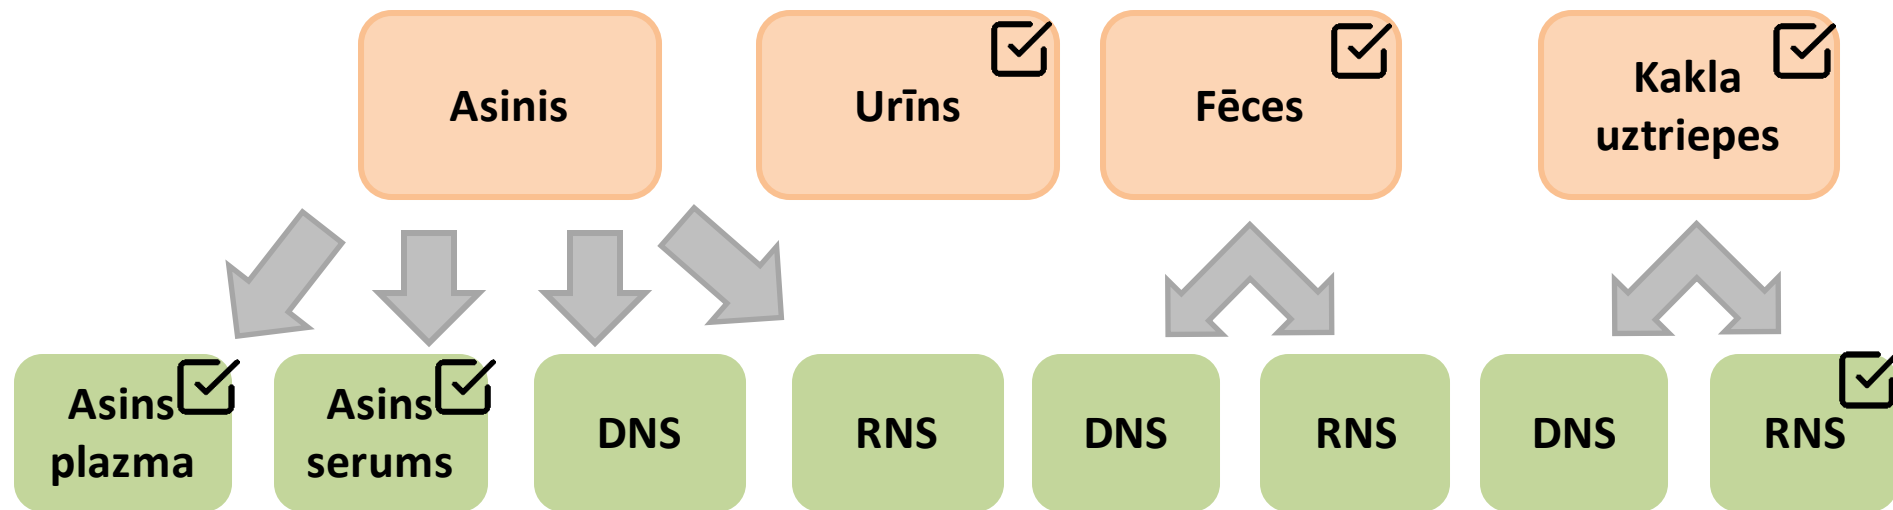 Asinis
Urīns
Fēces
Kakla
uztriepes
Asins
plazma
Asins
serums
DNS
RNS
DNS
RNS
DNS
RNS